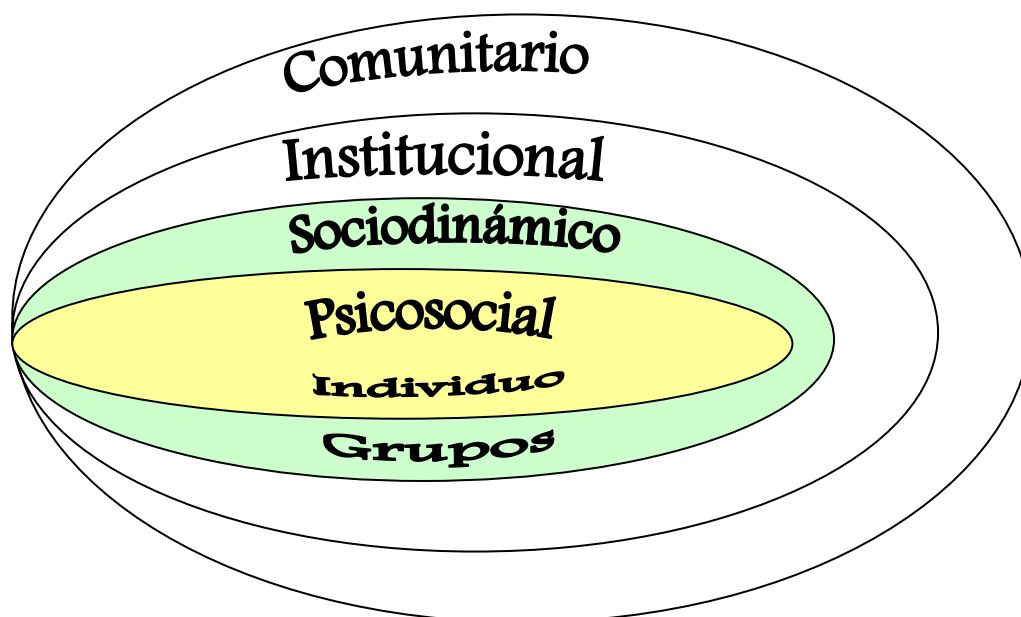 Comunitario
Institucional
Sociodinámico
Psicosocial
Individuo
Grupos